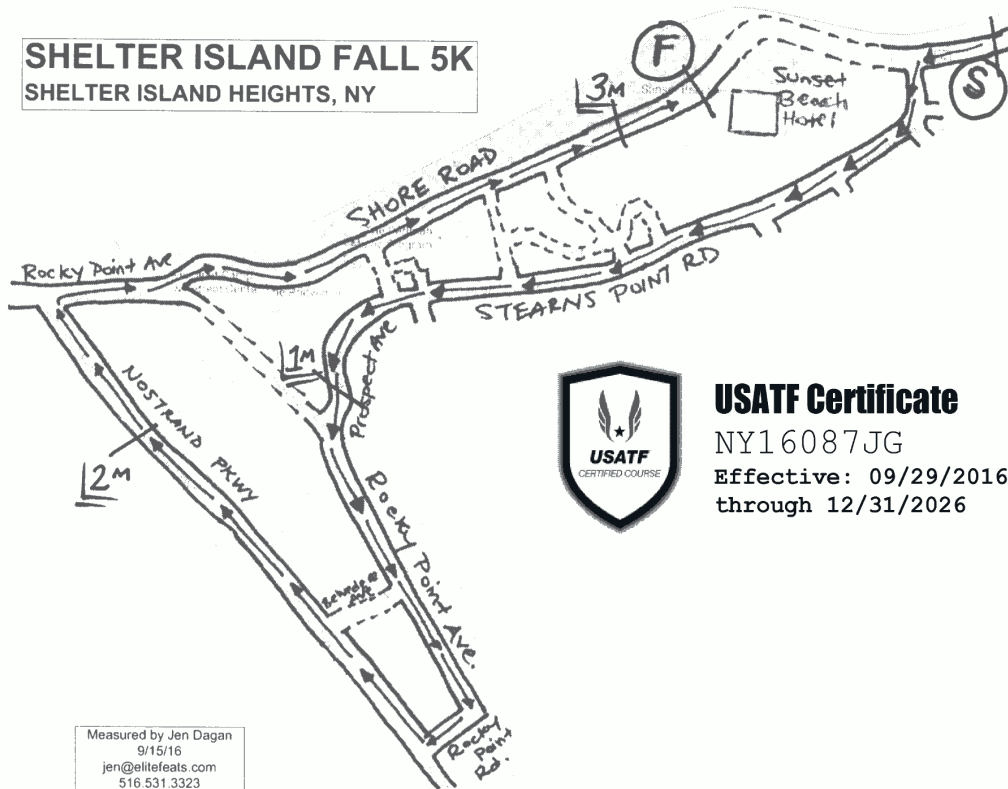 SHELTER ISLAND FALL 5K
SHELTER ISLAND HEIGHTS, NY
F
3M
S
Sunset
Beach
Hotel
SHORE ROAD
Rocky Point Ave
STEARNS POINT RD
1M
Prospect Ave
NOSTRAND PKWY
2M
Rocky Point Ave.
Belvedere
Ave
Rocky
Point
Rd.
USATF
CERTIFIED COURSE
USATF Certificate
NY16087JG
Effective: 09/29/2016
through 12/31/2026
Measured by Jen Dagan
9/15/16
jen@elitefeats.com
516.531.3323